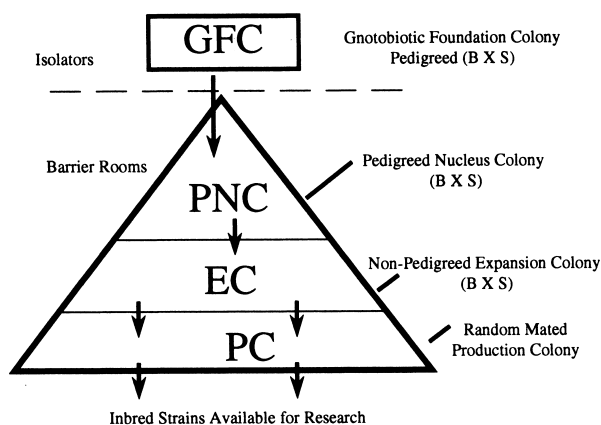 GFC
Gnotobiotic Foundation Colony
Pedigreed (B X S)
Isolators
Barrier Rooms
Pedigreed Nucleus Colony
(B X S)
PNC
Non-Pedigreed Expansion Colony
(B X S)
EC
Random Mated
Production Colony
PC
Inbred Strains Available for Research